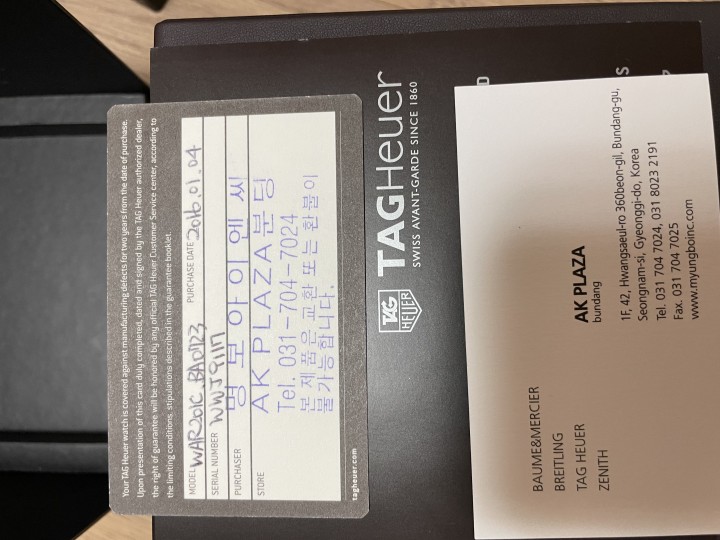 Your TAG Heuer watch is covered against manufacturing defects for two years from the date of purchase.
Upon presentation of this card duly completed, dated and signed by the TAG Heuer authorized dealer,
the right of guarantee will be honored by any official TAG Heuer Customer Service center, according to
the limiting conditions, stipulations described in the guarantee booklet.
MODEL WAR201C.BA0723 PURCHASE DATE 2016.01.04
SERIAL NUMBER WWJ9117
PURCHASER 명보아이엔씨
STORE AK PLAZA분당
Tel. 031-704-7024
본 제품은 교환 또는 환불이
불가능합니다.
tagheuer.com
TAG
HEUER
TAGHeuer
SWISS AVANT-GARDE SINCE 1860
BAUME&MERCIER
BREITLING
TAG HEUER
ZENITH
AK PLAZA
bundang
1F, 42, Hwangsaeul-ro 360beon-gil, Bundang-gu,
Seongnam-si, Gyeonggi-do, Korea
Tel. 031 704 7024, 031 8023 2191
Fax. 031 704 7025
www.myungboinc.com